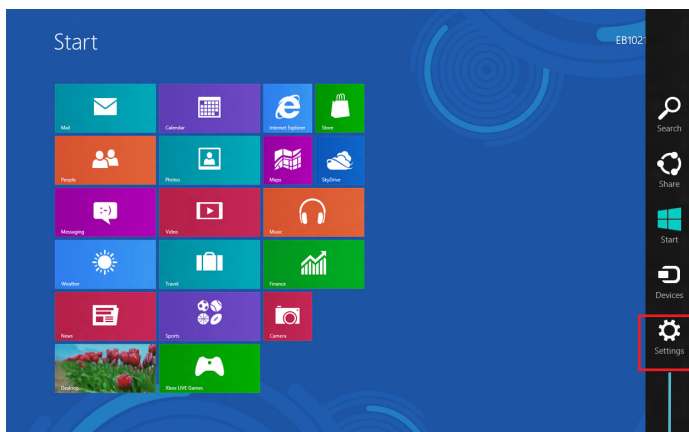 Start
EB1021
Mail
Calendar
Internet Explorer
Store
People
Photos
Maps
SkyDrive
Messaging
:-)
Video
Music
Weather
Travel
Finance
News
Sports
Camera
Desktop
Xbox LIVE Games
Search
Share
Start
Devices
Settings